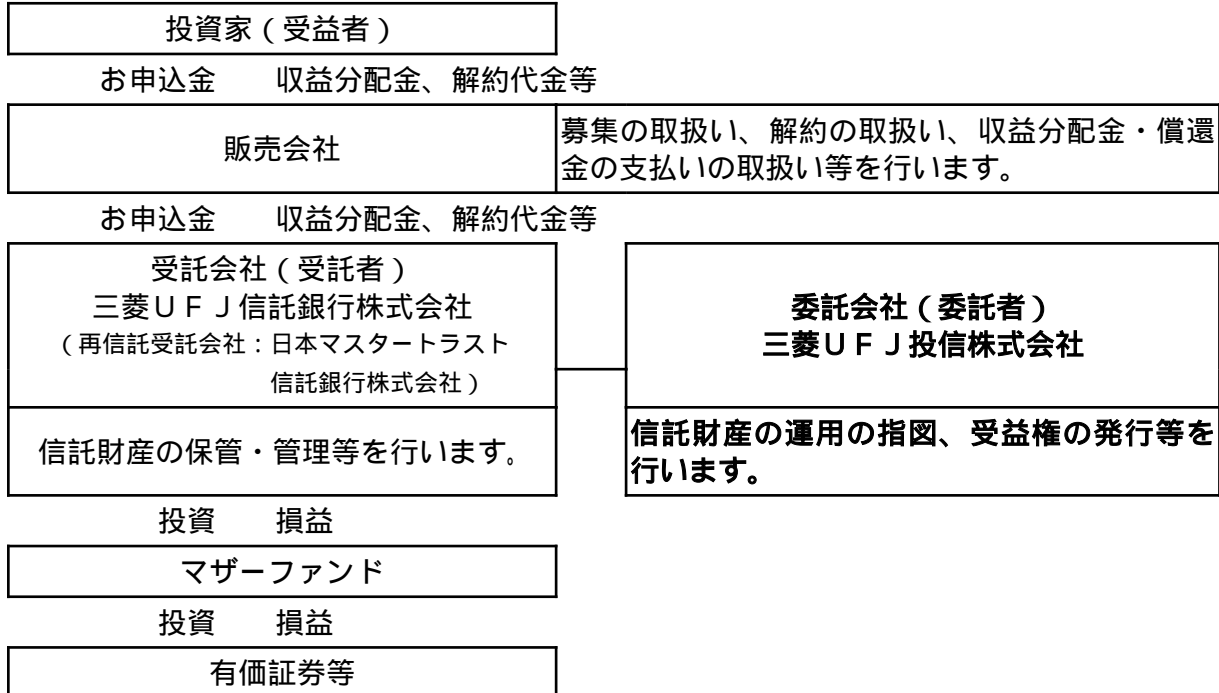 投資家（受益者）
お申込金　　収益分配金、解約代金等
販売会社
募集の取扱い、解約の取扱い、収益分配金・償還
金の支払いの取扱い等を行います。
お申込金　　収益分配金、解約代金等
受託会社（受託者）
三菱ＵＦＪ信託銀行株式会社
（再信託受託会社：日本マスタートラスト
信託銀行株式会社）
委託会社（委託者）
三菱ＵＦＪ投信株式会社
信託財産の保管・管理等を行います。
信託財産の運用の指図、受益権の発行等を
行います。
投資　　損益
マザーファンド
投資　　損益
有価証券等